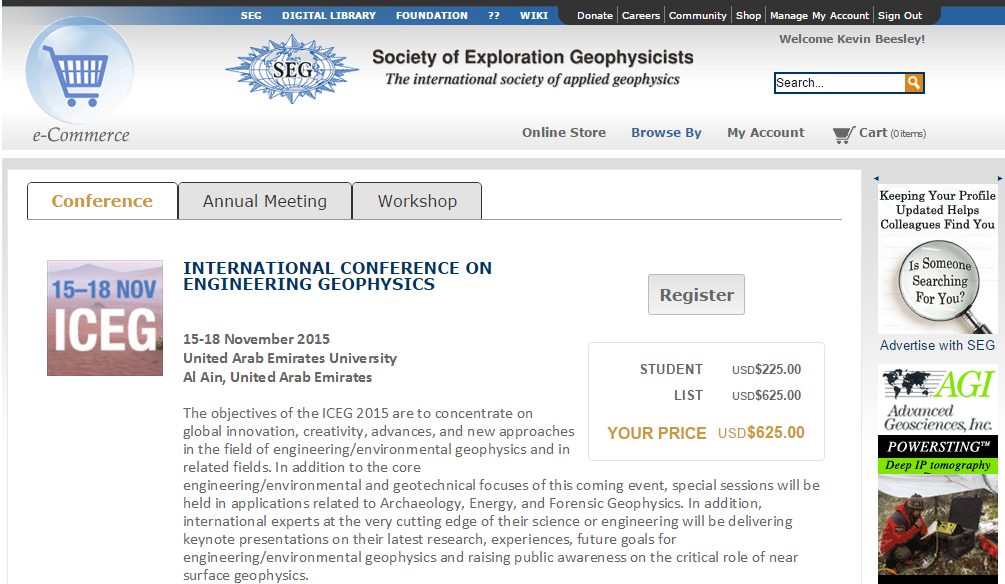 SEG DIGITAL LIBRARY FOUNDATION ?? WIKI Donate Careers Community Shop Manage My Account Sign Out
Welcome Kevin Beesley!
SEG
Society of Exploration Geophysicists
The international society of applied geophysics
Search...
e-Commerce
Online Store Browse By My Account Cart (0 items)
Conference Annual Meeting Workshop
15–18 NOV
ICEG
INTERNATIONAL CONFERENCE ON
ENGINEERING GEOPHYSICS
Register
15-18 November 2015
United Arab Emirates University
Al Ain, United Arab Emirates
STUDENT USD$225.00
LIST USD$625.00
YOUR PRICE USD$625.00
The objectives of the ICEG 2015 are to concentrate on
global innovation, creativity, advances, and new approaches
in the field of engineering/environmental geophysics and in
related fields. In addition to the core
engineering/environmental and geotechnical focuses of this coming event, special sessions will be
held in applications related to Archaeology, Energy, and Forensic Geophysics. In addition,
international experts at the very cutting edge of their science or engineering will be delivering
keynote presentations on their latest research, experiences, future goals for
engineering/environmental geophysics and raising public awareness on the critical role of near
surface geophysics.
Keeping Your Profile
Updated Helps
Colleagues Find You
Is Someone
Searching
For You?
Advertise with SEG
AGI
Advanced
Geosciences, Inc.
POWERSTING™
Deep IP tomography